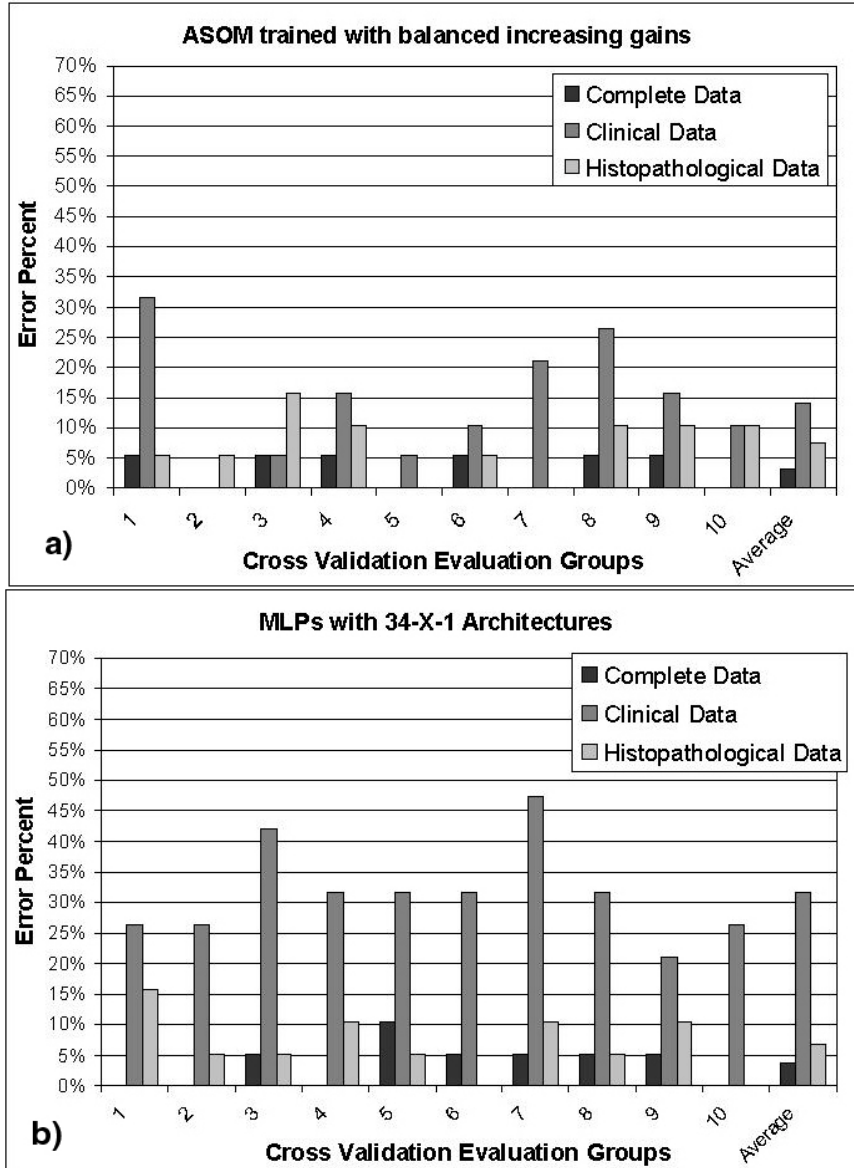 ASOM trained with balanced increasing gains
70%
65%
60%
55%
50%
45%
40%
35%
30%
25%
20%
15%
10%
5%
0%
Error Percent
Complete Data
Clinical Data
Histopathological Data
1 2 3 4 5 6 7 8 9 10 Average
Cross Validation Evaluation Groups
a)
MLPs with 34-X-1 Architectures
70%
65%
60%
55%
50%
45%
40%
35%
30%
25%
20%
15%
10%
5%
0%
Error Percent
Complete Data
Clinical Data
Histopathological Data
1 2 3 4 5 6 7 8 9 10 Average
Cross Validation Evaluation Groups
b)